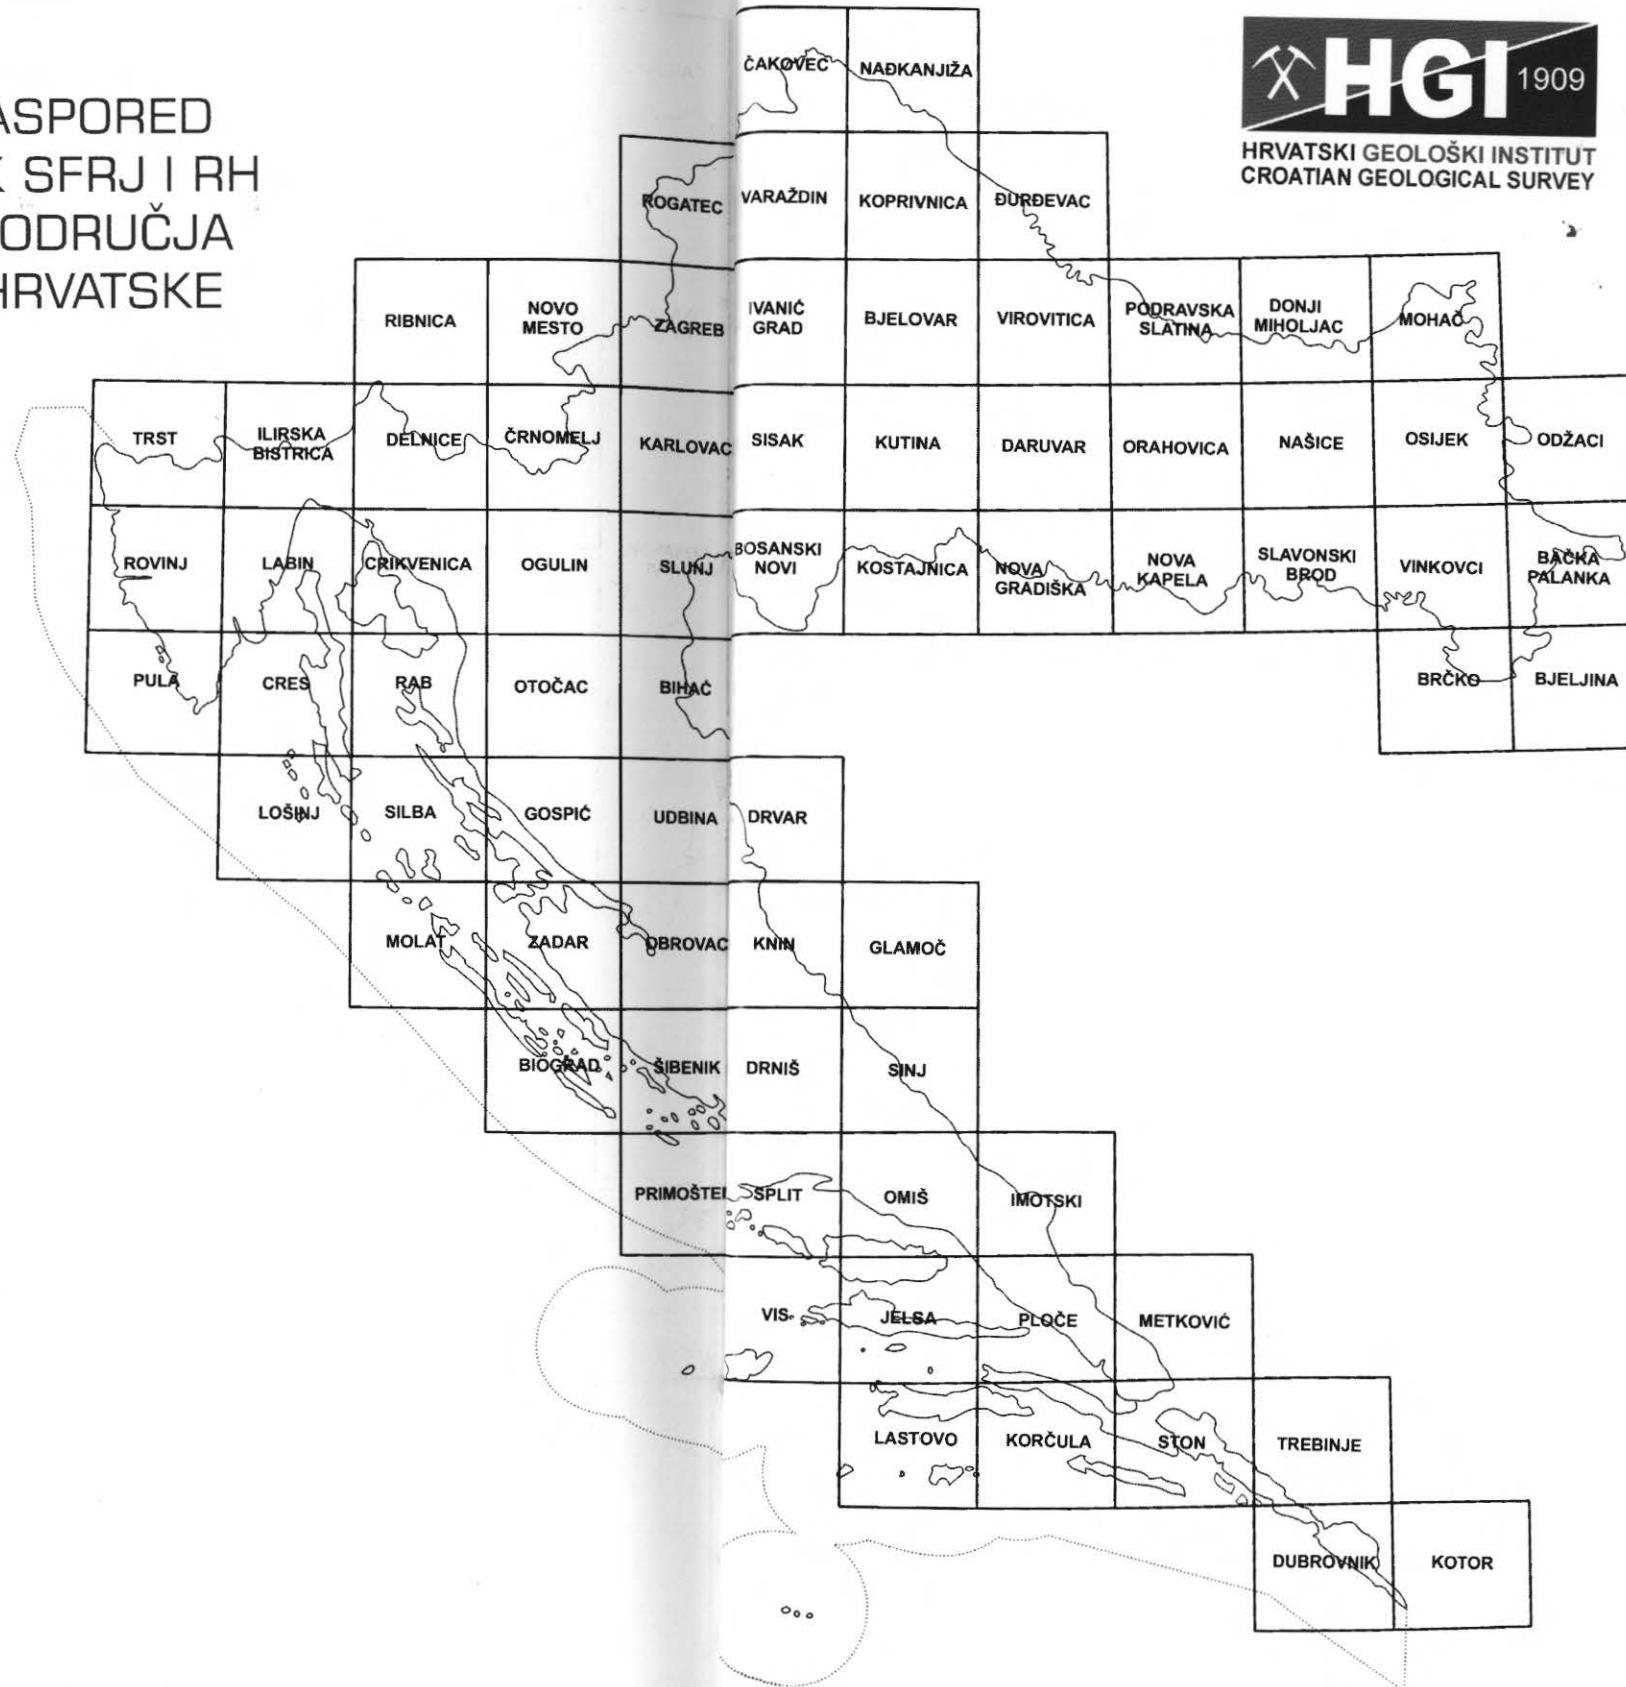 ASPORED
SFRJ I RH
ODRUČJA
HRVATSKE
HGI 1909
HRVATSKI GEOLOŠKI INSTITUT
CROATIAN GEOLOGICAL SURVEY
ČAKOVEC
NAĐKANJIŽA
ROGATEC
VARAŽDIN
KOPRIVNICA
ĐURĐEVAC
RIBNICA
NOVO
MESTO
ZAGREB
IVANIĆ
GRAD
BJELOVAR
VIROVITICA
PODRAVSKA
SLATINA
DONJI
MIHOLJAC
MOHAČ
TRST
ILIRSKA
BISTRICA
DELNICE
ČRNOMELJ
KARLOVAC
SISAK
KUTINA
DARUVAR
ORAHOVICA
NAŠICE
OSIJEK
ODŽACI
ROVINJ
LABIN
CRIKVENICA
OGULIN
SLUNJ
BOSANSKI
NOVI
KOSTAJNICA
NOVA
GRADIŠKA
NOVA
KAPELA
SLAVONSKI
BROD
VINKOVCI
BAČKA
PALANKA
PULA
CRES
RAB
OTOČAC
BIHAĆ
BRČKO
BJELJINA
LOŠINJ
SILBA
GOSPIĆ
UDBINA
DRVAR
MOLAT
ZADAR
OBROVAC
KNIN
GLAMOČ
BIOGRAD
ŠIBENIK
DRNIŠ
SINJ
PRIMOŠTE
SPLIT
OMIŠ
IMOTSKI
VIS
JELSA
PLOČE
METKOVIĆ
LASTOVO
KORČULA
STON
TREBINJE
DUBROVNIK
KOTOR